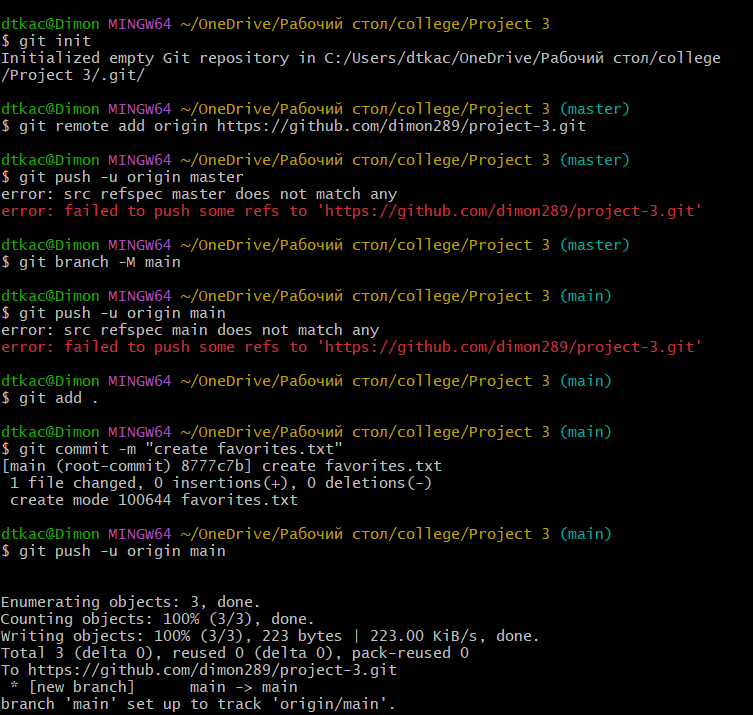 dtkac@Dimon MINGW64 ~/OneDrive/Рабочий стол/college/Project 3
$ git init
Initialized empty Git repository in C:/Users/dtkac/OneDrive/Рабочий стол/college
/Project 3/.git/
dtkac@Dimon MINGW64 ~/OneDrive/Рабочий стол/college/Project 3 (master)
$ git remote add origin https://github.com/dimon289/project-3.git
dtkac@Dimon MINGW64 ~/OneDrive/Рабочий стол/college/Project 3 (master)
$ git push -u origin master
error: src refspec master does not match any
error: failed to push some refs to 'https://github.com/dimon289/project-3.git'
dtkac@Dimon MINGW64 ~/OneDrive/Рабочий стол/college/Project 3 (master)
$ git branch -M main
dtkac@Dimon MINGW64 ~/OneDrive/Рабочий стол/college/Project 3 (main)
$ git push -u origin main
error: src refspec main does not match any
error: failed to push some refs to 'https://github.com/dimon289/project-3.git'
dtkac@Dimon MINGW64 ~/OneDrive/Рабочий стол/college/Project 3 (main)
$ git add .
dtkac@Dimon MINGW64 ~/OneDrive/Рабочий стол/college/Project 3 (main)
$ git commit -m "create favorites.txt"
[main (root-commit) 8777c7b] create favorites.txt
 1 file changed, 0 insertions(+), 0 deletions(-)
 create mode 100644 favorites.txt
dtkac@Dimon MINGW64 ~/OneDrive/Рабочий стол/college/Project 3 (main)
$ git push -u origin main
Enumerating objects: 3, done.
Counting objects: 100% (3/3), done.
Writing objects: 100% (3/3), 223 bytes | 223.00 KiB/s, done.
Total 3 (delta 0), reused 0 (delta 0), pack-reused 0
To https://github.com/dimon289/project-3.git
 * [new branch]      main -> main
branch 'main' set up to track 'origin/main'.